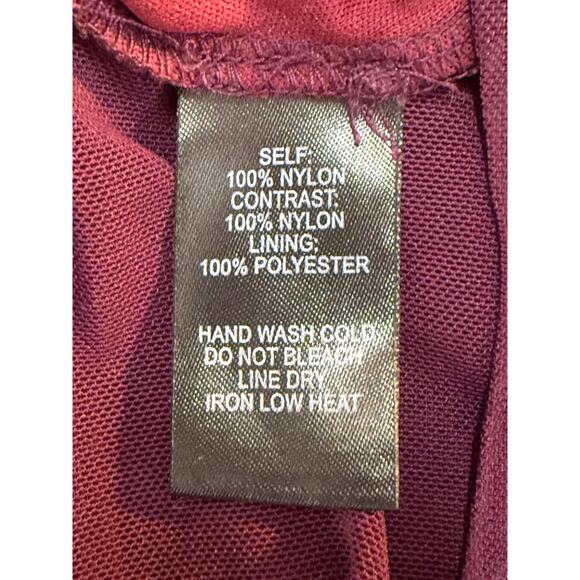 SELF:
100% NYLON
CONTRAST:
100% NYLON
LINING:
100% POLYESTER
HAND WASH COLD
DO NOT BLEACH
LINE DRY
IRON LOW HEAT